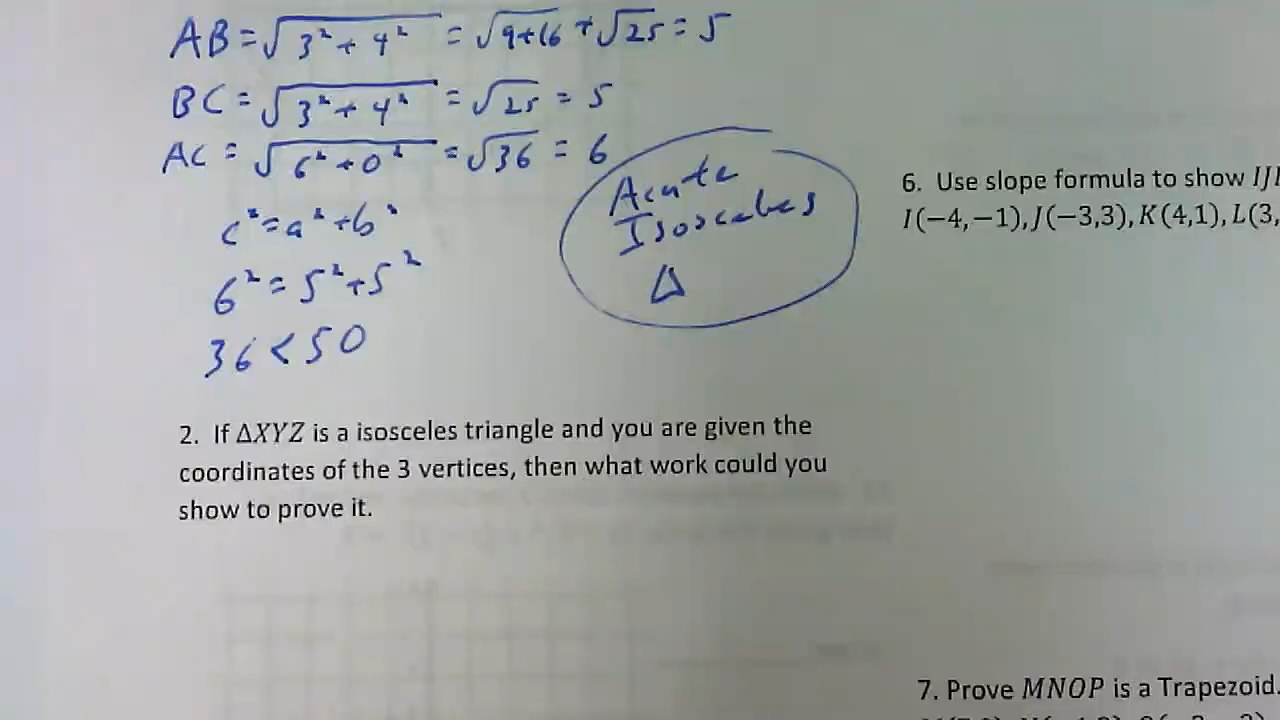 AB = √3² + 4² = √9+16 + √25 = 5
BC = √3² + 4² = √25 = 5
AC = √6² + 0² = √36 = 6
c² = a² + b²
6² = 5² + 5²
36 < 50
Acute
Isosceles
Δ
2. If ΔXYZ is a isosceles triangle and you are given the
coordinates of the 3 vertices, then what work could you
show to prove it.
6. Use slope formula to show
I(−4,−1), J(−3,3), K(4,1), L(3,
7. Prove MNOP is a Trapezoid.